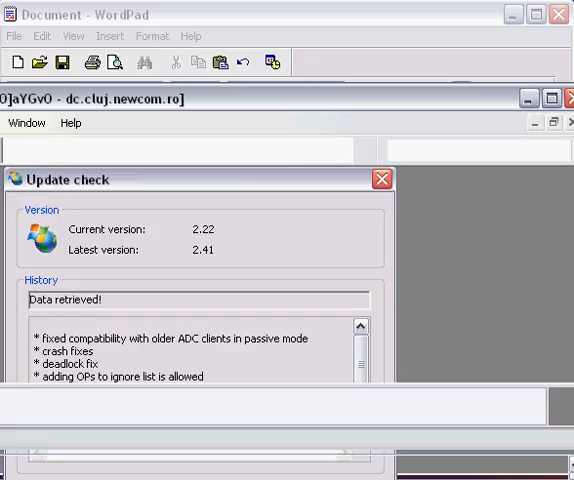 Document - WordPad
File Edit View Insert Format Help
O]aYGvO - dc.cluj.newcom.ro]
Window Help
Update check
Version
Current version: 2.22
Latest version: 2.41
History
Data retrieved!
* fixed compatibility with older ADC clients in passive mode
* crash fixes
* deadlock fix
* adding OPs to ignore list is allowed